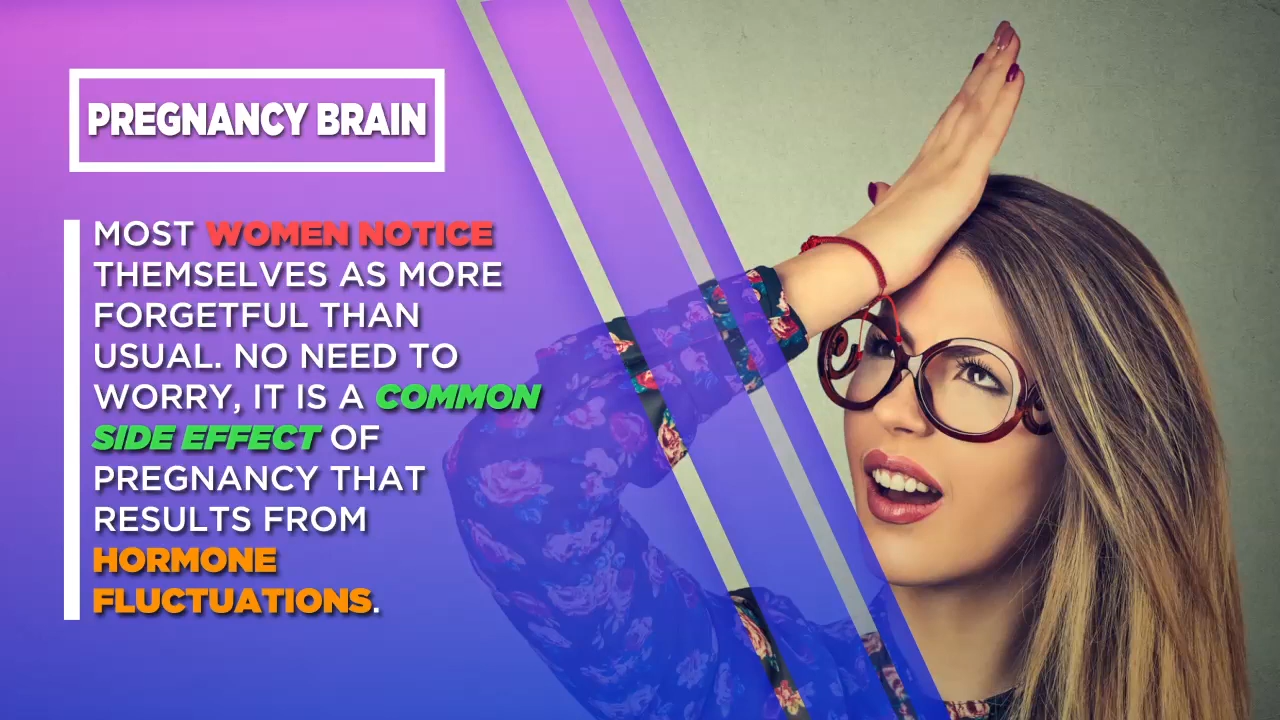 PREGNANCY BRAIN
MOST WOMEN NOTICE
THEMSELVES AS MORE
FORGETFUL THAN
USUAL. NO NEED TO
WORRY, IT IS A COMMON
SIDE EFFECT OF
PREGNANCY THAT
RESULTS FROM
HORMONE
FLUCTUATIONS.